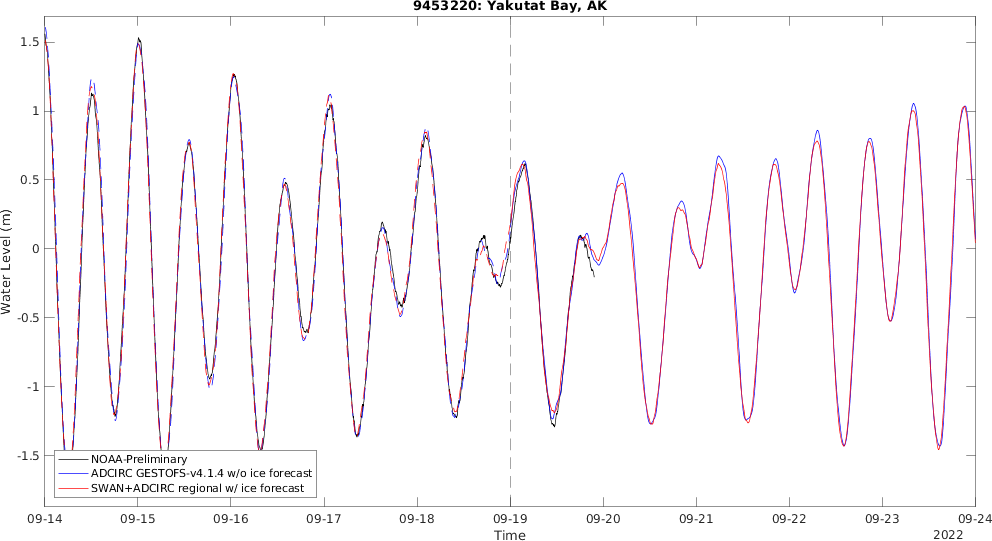 9453220: Yakutat Bay, AK
Water Level (m)
1.5
1
0.5
0
-0.5
-1
-1.5
NOAA-Preliminary
ADCIRC GESTOFS-v4.1.4 w/o ice forecast
SWAN+ADCIRC regional w/ ice forecast
09-14 09-15 09-16 09-17 09-18 09-19 09-20 09-21 09-22 09-23 09-24
Time
2022